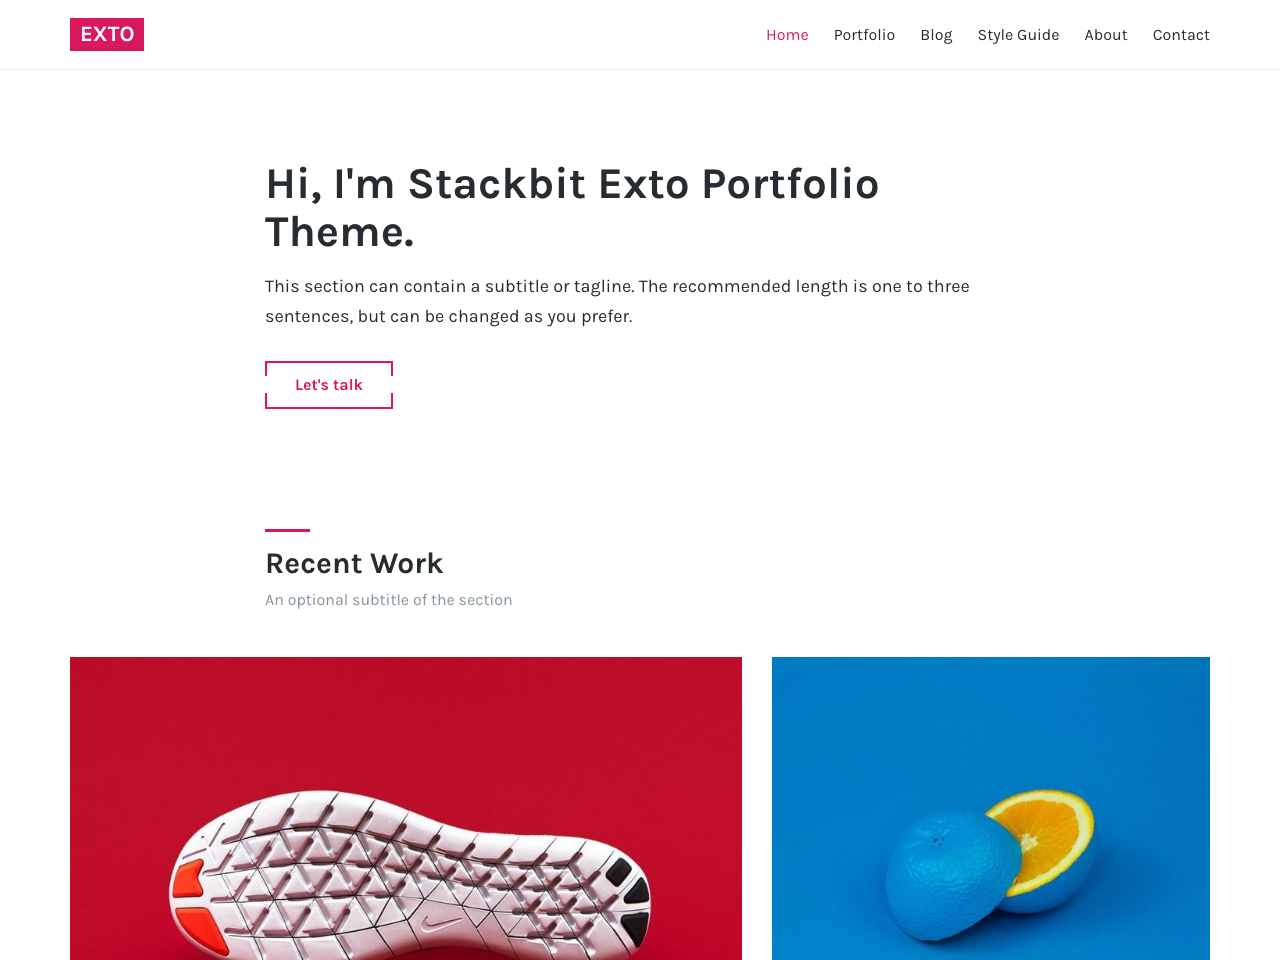 EXTO
Home Portfolio Blog Style Guide About Contact
Hi, I'm Stackbit Exto Portfolio
Theme.
This section can contain a subtitle or tagline. The recommended length is one to three
sentences, but can be changed as you prefer.
Let's talk
Recent Work
An optional subtitle of the section